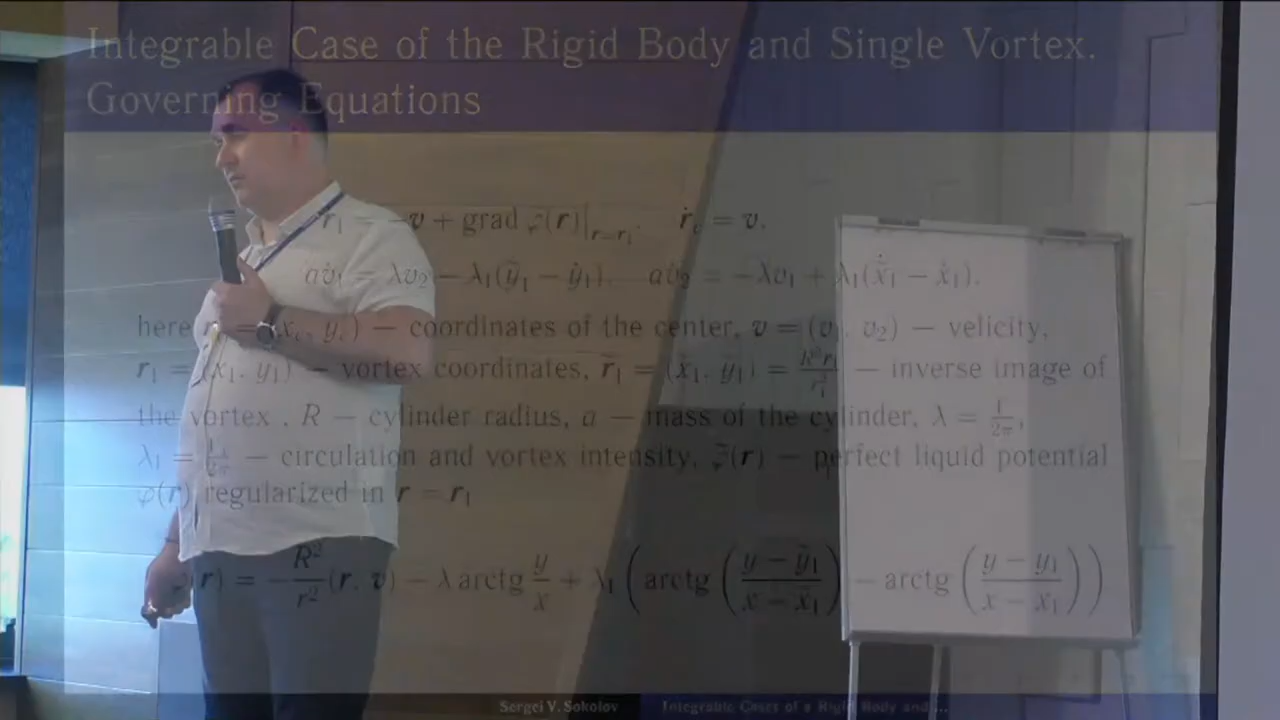 Integrable Case of the Rigid Body and Single Vortex.
Governing Equations
ṙ₁ = −v + grad φ̃(r)|r=r₁, ṙc = v,
av̇₁ = λv₂ − λ₁(ỹ̇₁ − ẏ₁), av̇₂ = −λv₁ + λ₁(x̃̇₁ − ẋ₁),
here rc = (xc, yc) — coordinates of the center, v = (v₁, v₂) — velicity,
r₁ = (x₁, y₁) — vortex coordinates, r̃₁ = (x̃₁, ỹ₁) = R²r₁/r₁² — inverse image of
the vortex , R — cylinder radius, a — mass of the cylinder, λ =
λ₁ = — circulation and vortex intensity, φ̃(r) — perfect liquid potential
φ(r) regularized in r = r₁
(r) = −R²/r² (r, v) − λ arctg y/x + λ₁ (arctg ((y − ỹ₁)/(x − x̃₁)) − arctg ((y − y₁)/(x − x₁)))
Sergei V. Sokolov Integrable Cases of a Rigid Body and ...